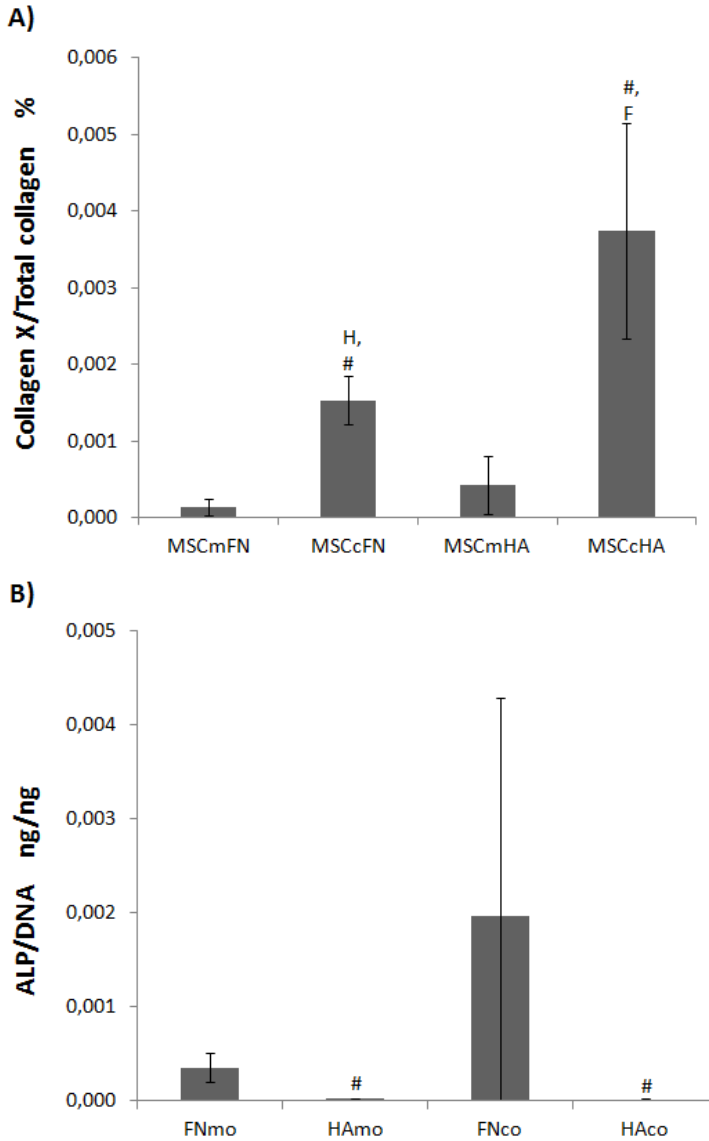 A)
Collagen X/Total collagen %
0,006
0,005
0,004
0,003
0,002
0,001
0,000
H,
#
#,
F
MSCmFN MSCcFN MSCmHA MSCcHA
B)
ALP/DNA ng/ng
0,005
0,004
0,003
0,002
0,001
0,000
# #
FNmo HAmo FNco HAco